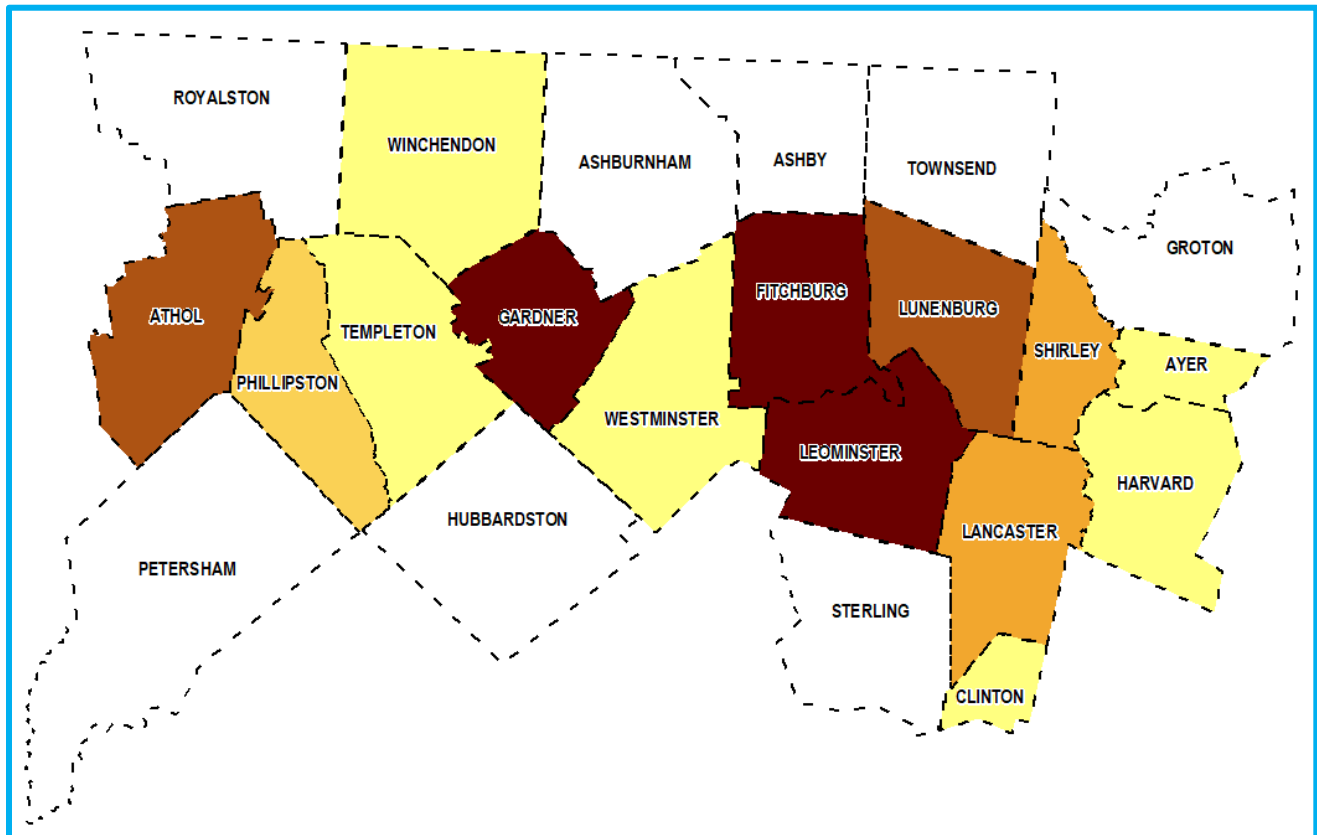 ROYALSTON
WINCHENDON
ASHBURNHAM
ASHBY
TOWNSEND
GROTON
ATHOL
PHILLIPSTON
TEMPLETON
GARDNER
WESTMINSTER
FITCHBURG
LUNENBURG
SHIRLEY
AYER
HARVARD
LEOMINSTER
LANCASTER
HUBBARDSTON
PETERSHAM
STERLING
CLINTON